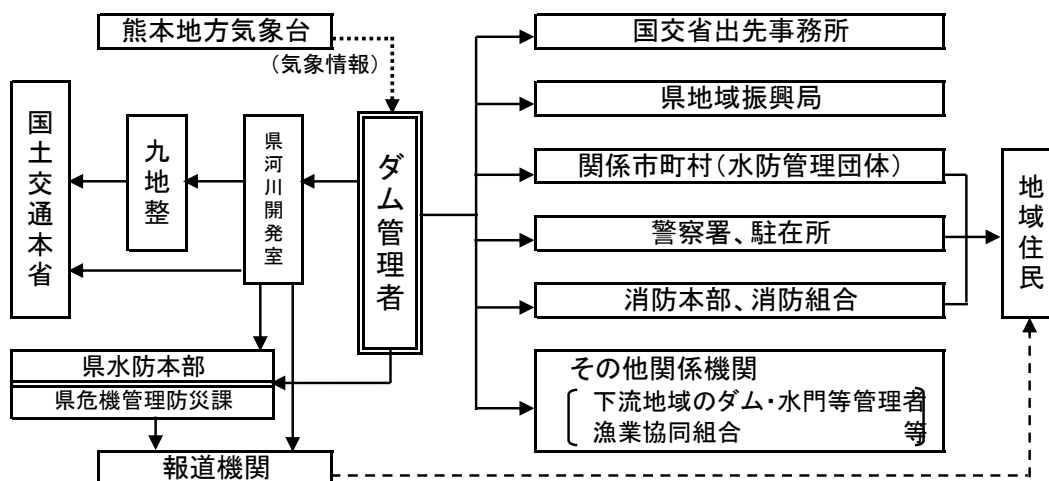 熊本地方気象台
(気象情報)
国土交通本省
九地整
県河川開発室
ダム管理者
県水防本部
県危機管理防災課
報道機関
国交省出先事務所
県地域振興局
関係市町村(水防管理団体)
警察署、駐在所
消防本部、消防組合
その他関係機関
下流地域のダム・水門等管理者
漁業協同組合 等
地域住民